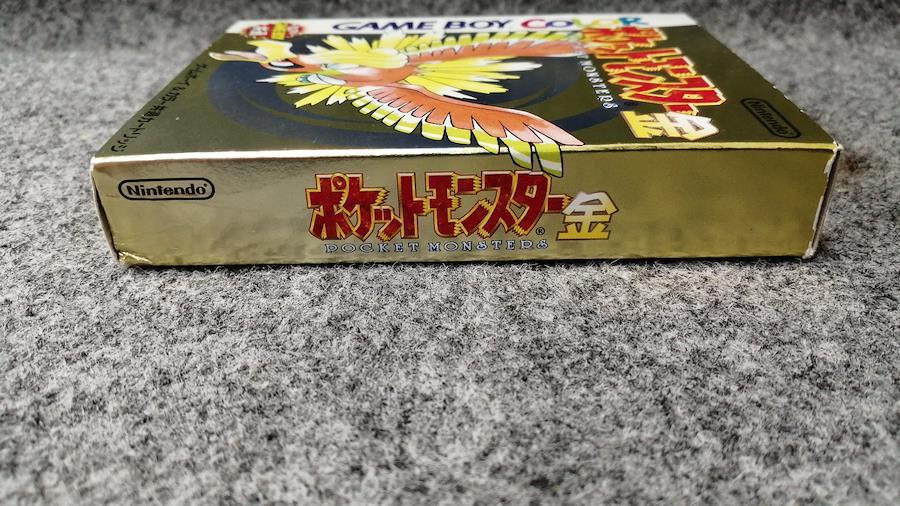 GAME BOY COLOR
ポケットモンスター金
MONSTERS
Nintendo
Nintendo
ポケットモンスター金
POCKET MONSTERS